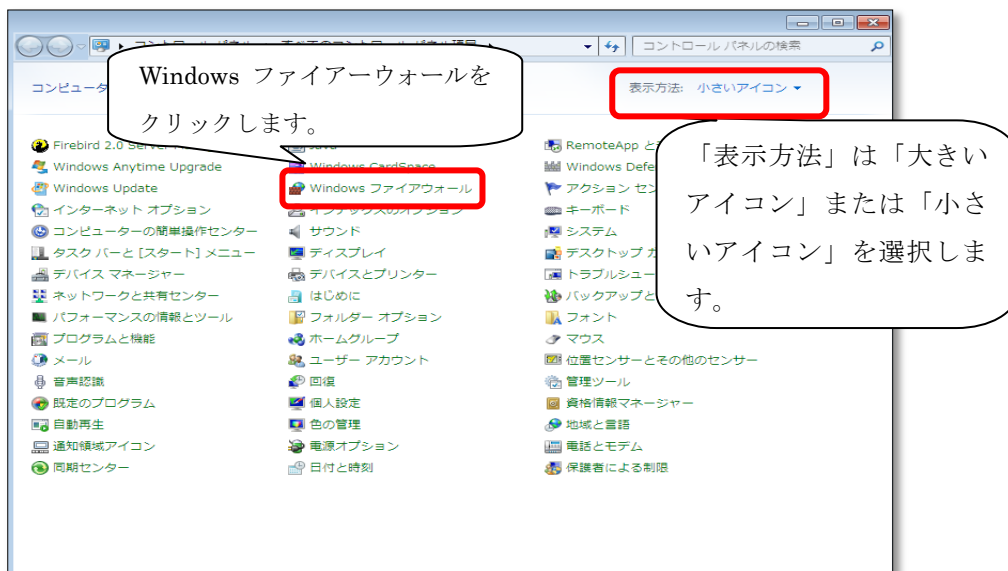 コントロール パネルの検索
Windows ファイアーウォールを
クリックします。
コンピュータ
表示方法: 小さいアイコン
「表示方法」は「大きい
アイコン」または「小さ
いアイコン」を選択しま
す。
Firebird 2.0
Windows Anytime Upgrade
Windows Update
インターネット オプション
コンピューターの簡単操作センター
タスク バーと [スタート] メニュー
デバイス マネージャー
ネットワークと共有センター
パフォーマンスの情報とツール
プログラムと機能
メール
音声認識
既定のプログラム
自動再生
通知領域アイコン
同期センター
Windows CardSpace
Windows ファイアウォール
インデックスのオプション
サウンド
ディスプレイ
デバイスとプリンター
はじめに
フォルダー オプション
ホームグループ
ユーザー アカウント
回復
個人設定
色の管理
電源オプション
日付と時刻
RemoteApp と
Windows Defe
アクション セン
キーボード
システム
デスクトップ
トラブルシュー
バックアップと
フォント
マウス
位置センサーとその他のセンサー
管理ツール
資格情報マネージャー
地域と言語
電話とモデム
保護者による制限